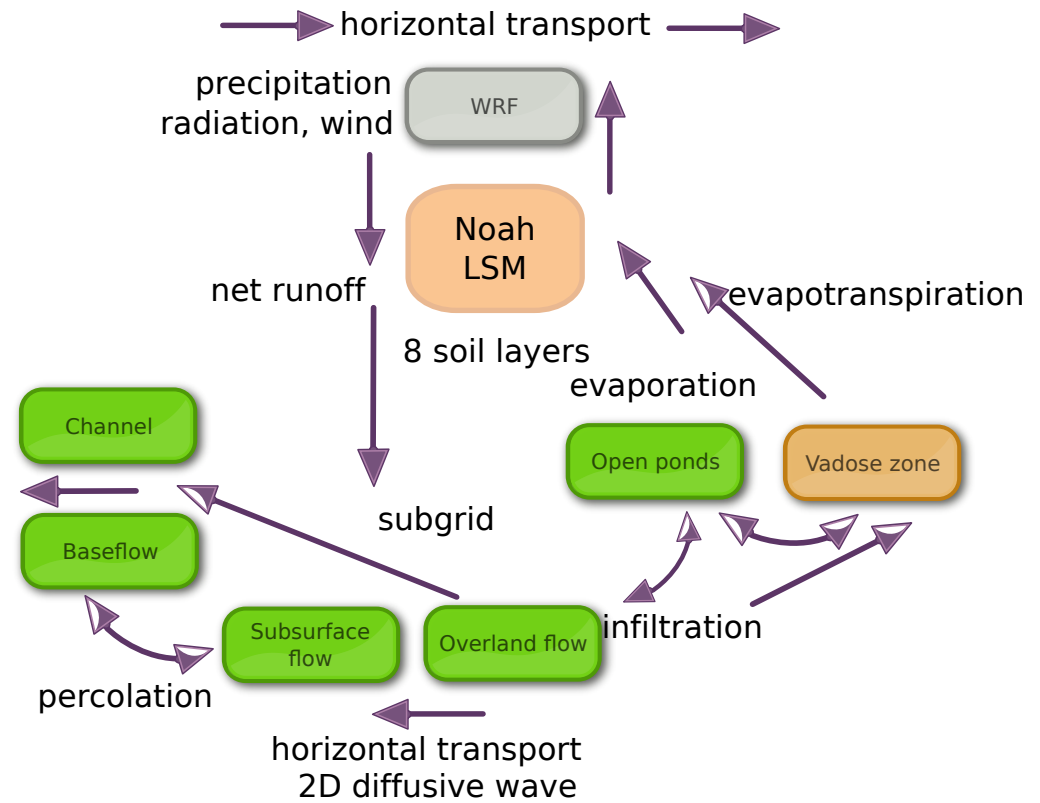 horizontal transport
precipitation
radiation, wind
WRF
Noah
LSM
net runoff
evapotranspiration
8 soil layers
evaporation
Channel
Open ponds
Vadose zone
subgrid
Baseflow
Subsurface
flow
Overland flow
infiltration
percolation
horizontal transport
2D diffusive wave